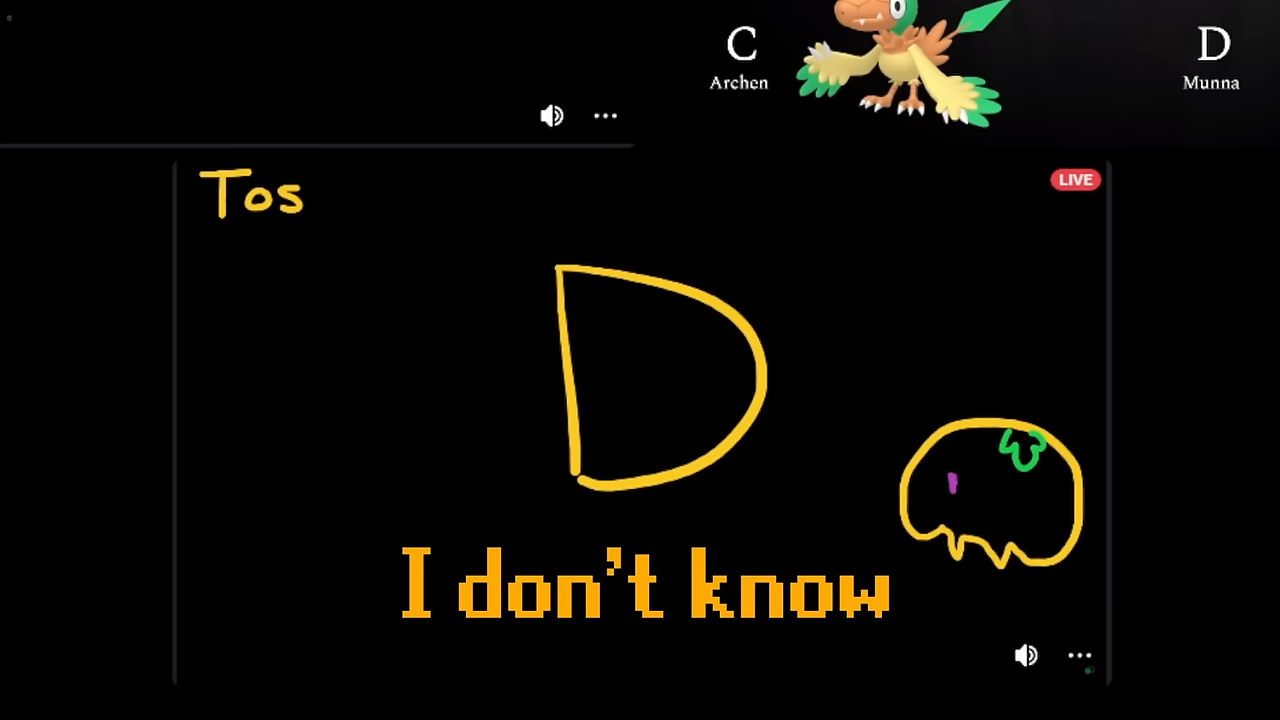 C
Archen
D
Munna
Tos
LIVE
D
I don't know